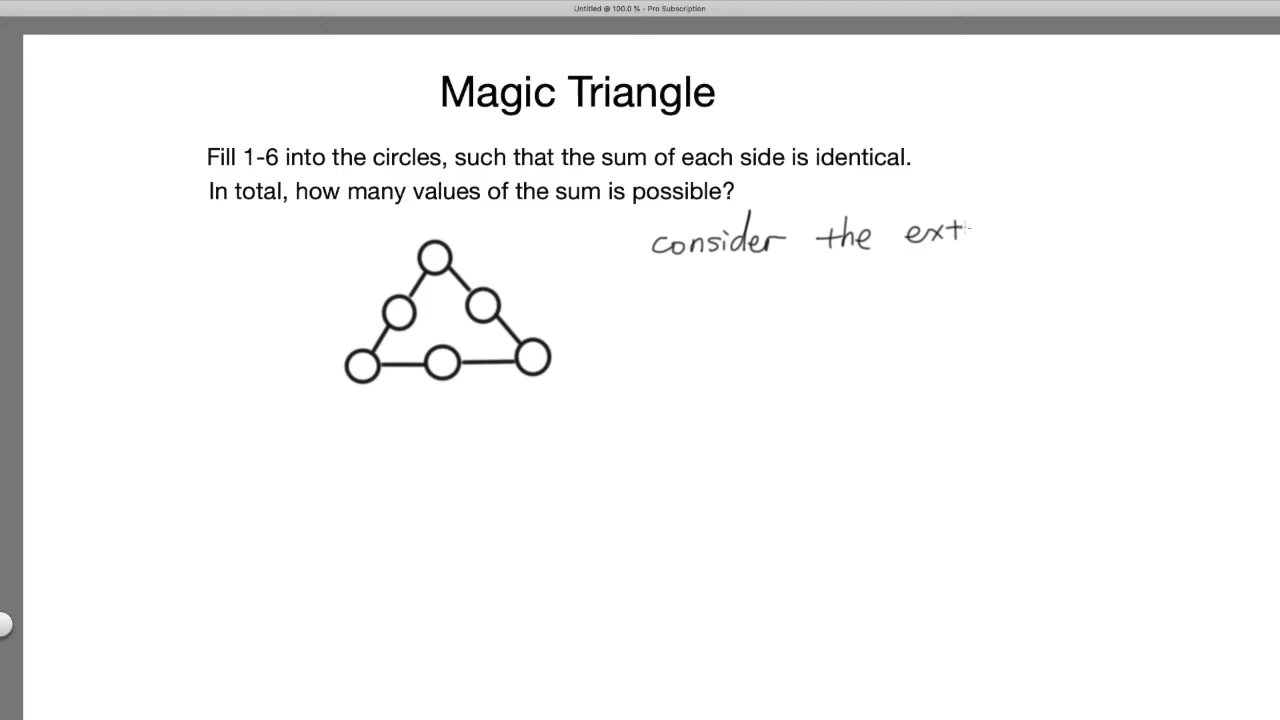 Untitled @ 100.0 % - Pro Subscription
Magic Triangle
Fill 1-6 into the circles, such that the sum of each side is identical.
In total, how many values of the sum is possible?
consider the ext